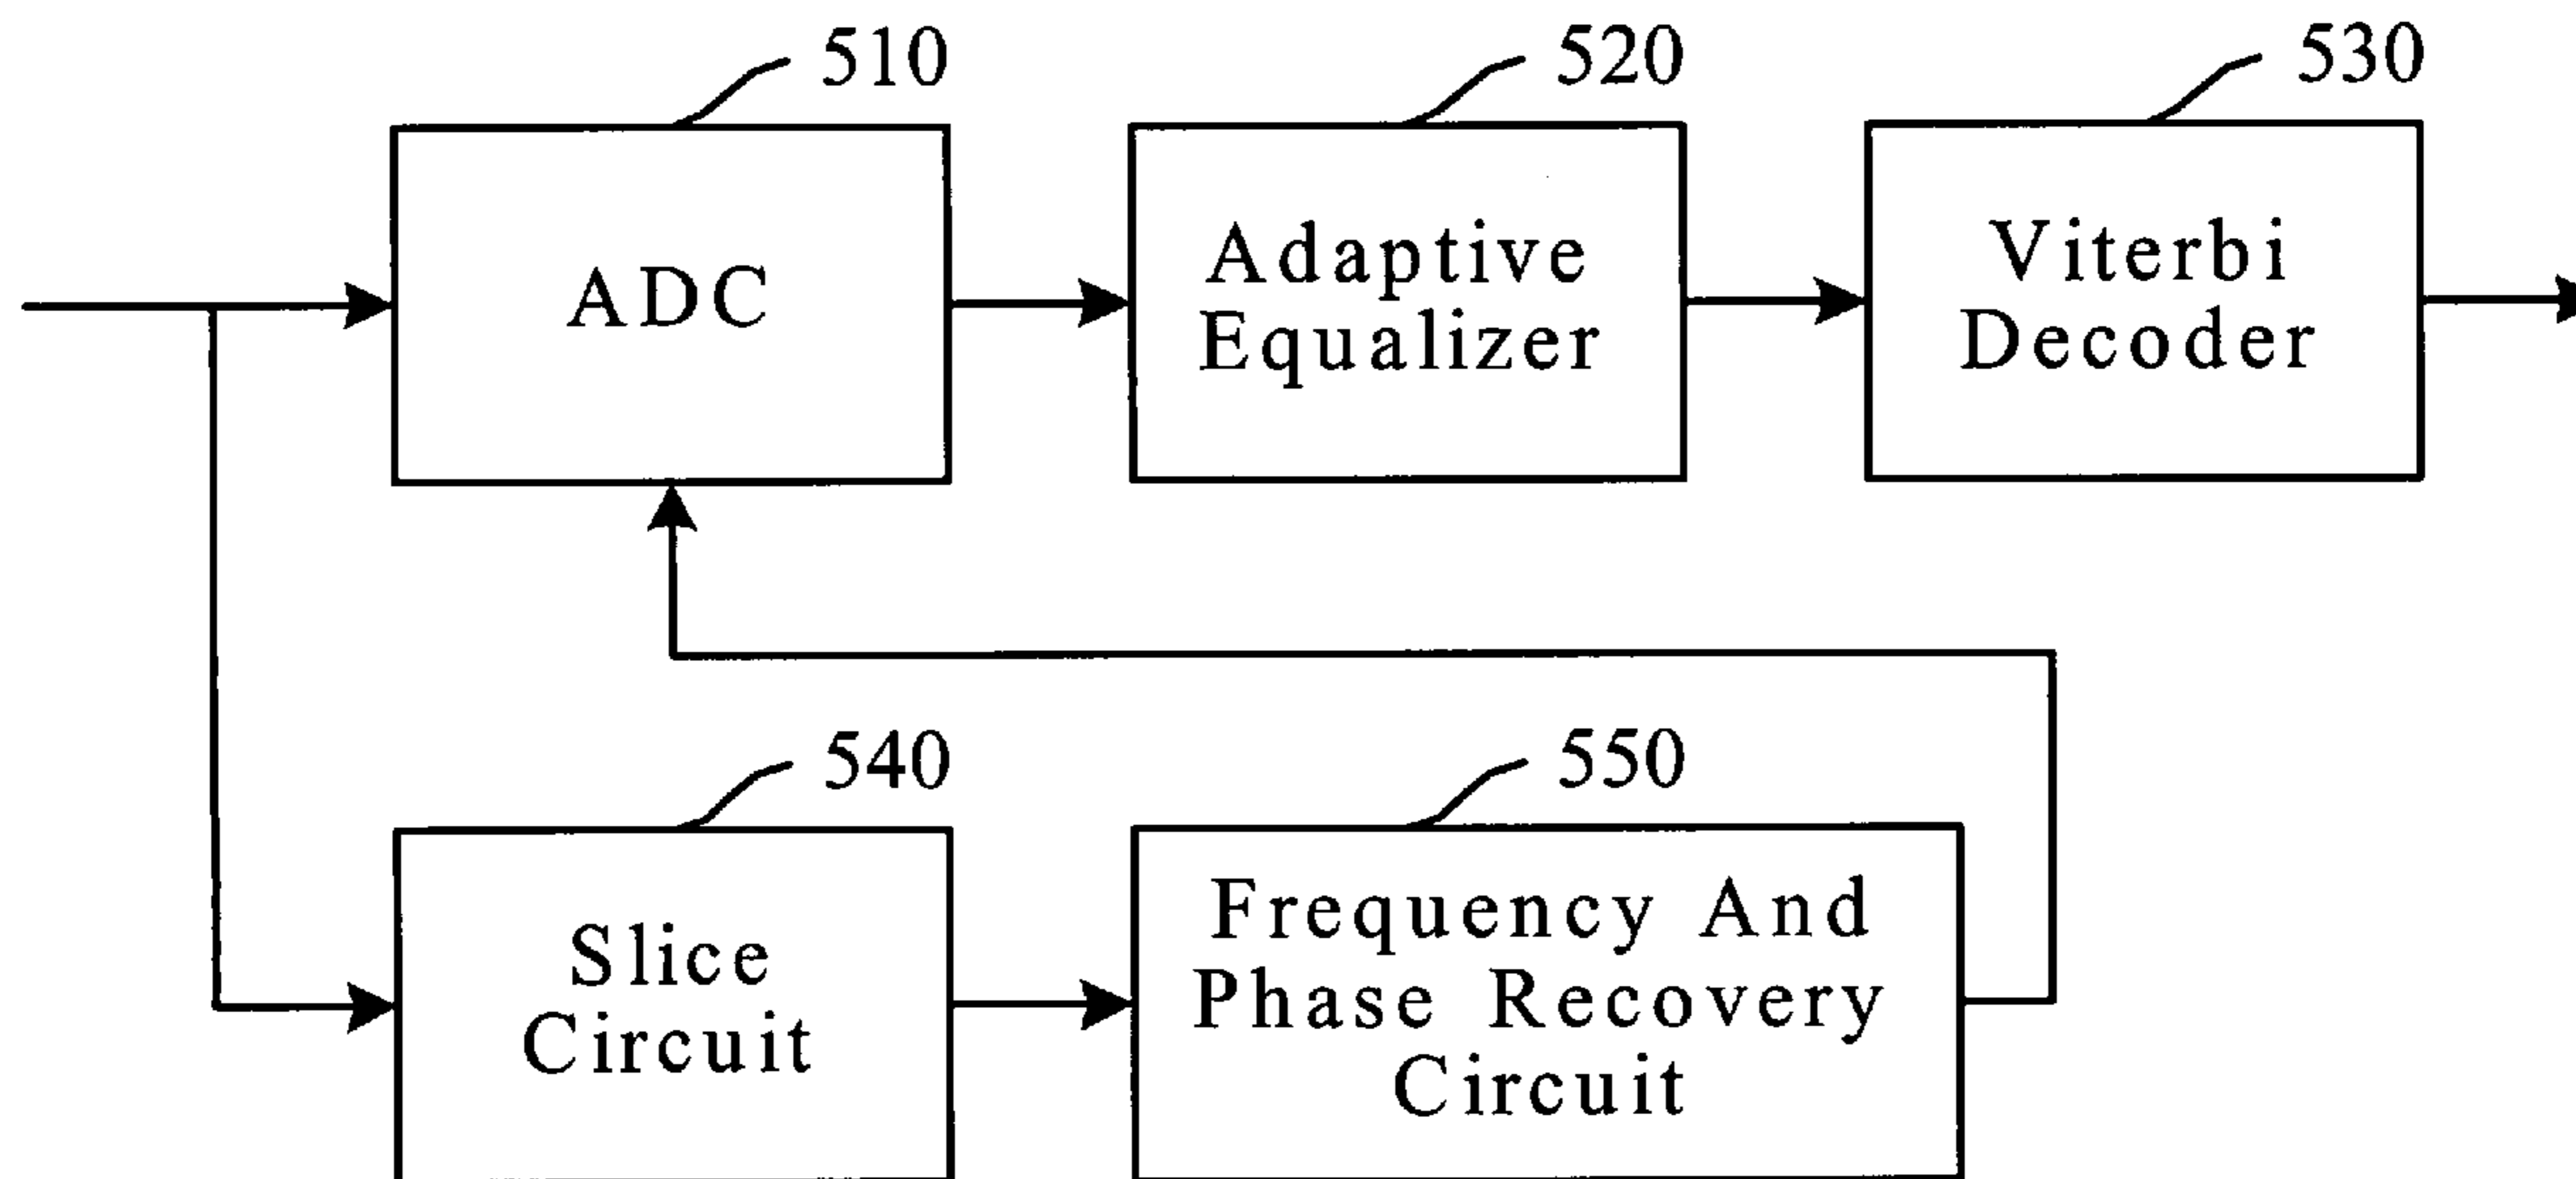 510
520
530
ADC
Adaptive
Equalizer
Viterbi
Decoder
540
550
Slice
Circuit
Frequency And
Phase Recovery
Circuit